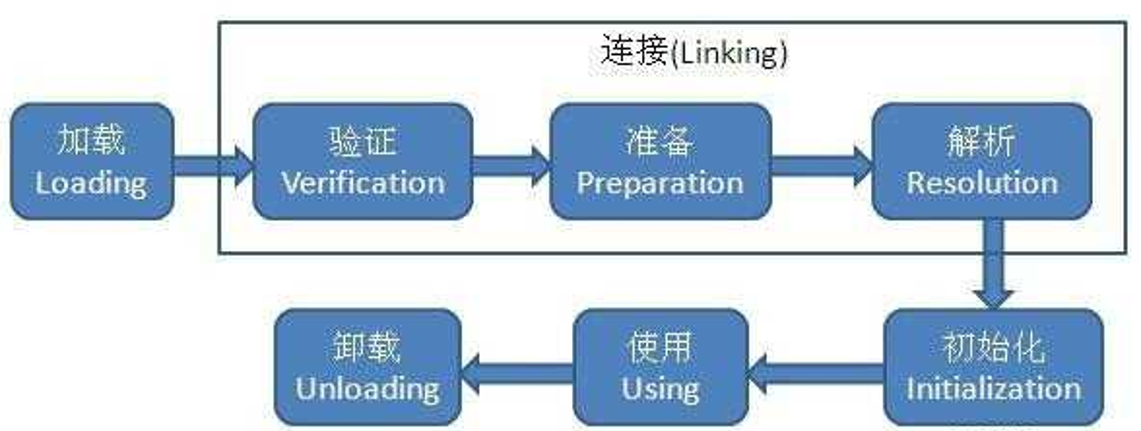 连接(Linking)
加载
Loading
验证
Verification
准备
Preparation
解析
Resolution
初始化
Initialization
使用
Using
卸载
Unloading